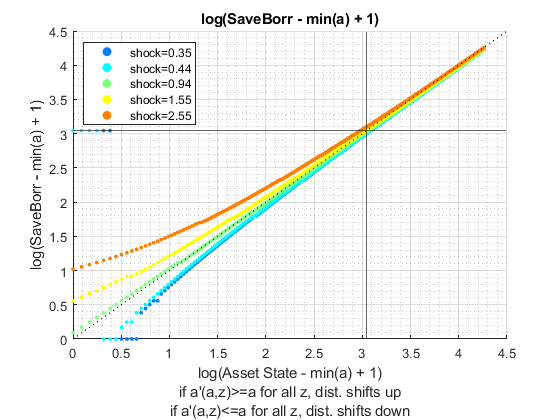 log(SaveBorr - min(a) + 1)
log(SaveBorr - min(a) + 1)
4.5
4
3.5
3
2.5
2
1.5
1
0.5
0
shock=0.35
shock=0.44
shock=0.94
shock=1.55
shock=2.55
0 0.5 1 1.5 2 2.5 3 3.5 4 4.5
log(Asset State - min(a) + 1)
if a'(a,z)>=a for all z, dist. shifts up
if a'(a,z)<=a for all z, dist. shifts down